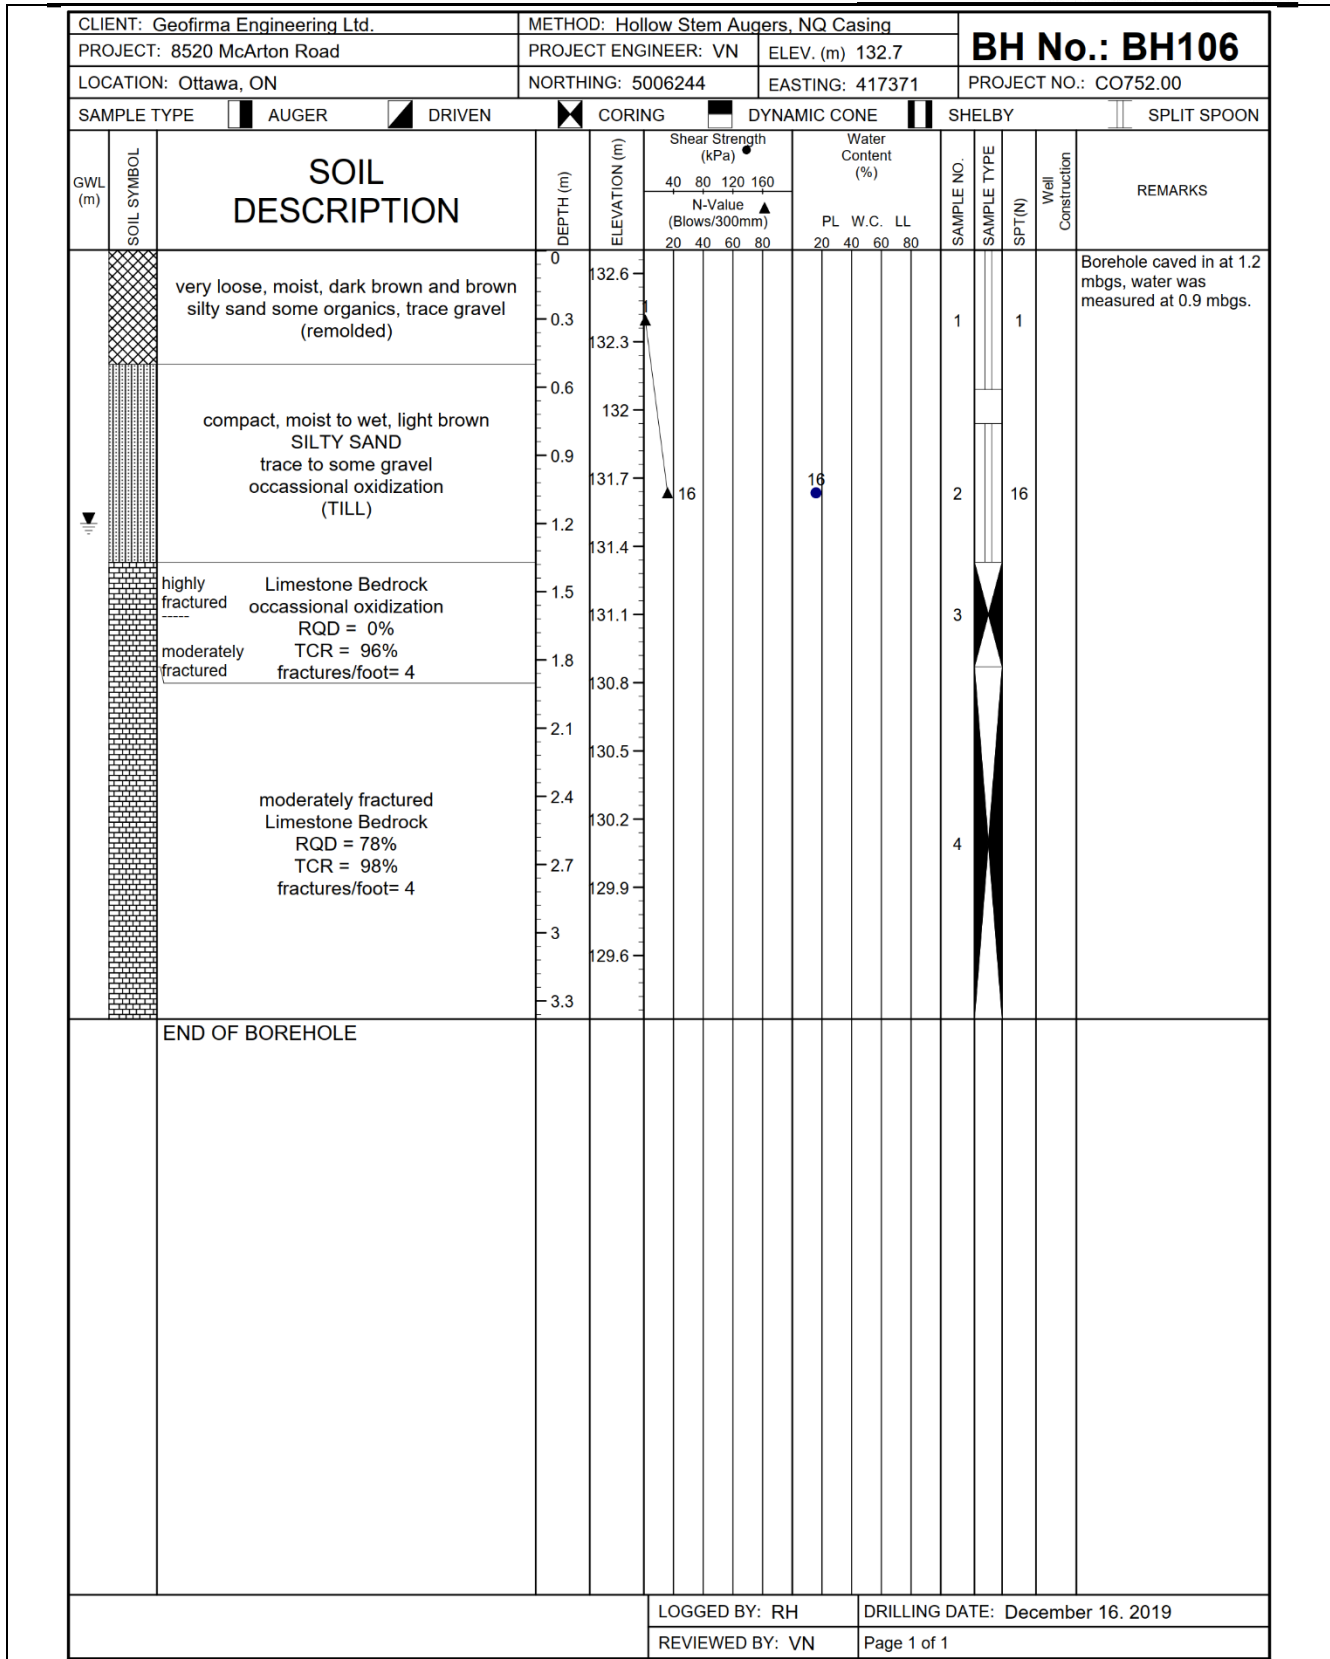 CLIENT: Geofirma Engineering Ltd.
METHOD: Hollow Stem Augers, NQ Casing
BH No.: BH106
PROJECT: 8520 McArton Road
PROJECT ENGINEER: VN
ELEV. (m) 132.7
LOCATION: Ottawa, ON
NORTHING: 5006244
EASTING: 417371
PROJECT NO.: CO752.00
SAMPLE TYPE
AUGER
DRIVEN
CORING
DYNAMIC CONE
SHELBY
SPLIT SPOON
GWL
(m)
SOIL SYMBOL
SOIL
DESCRIPTION
DEPTH (m)
ELEVATION (m)
Shear Strength
(kPa)
40 80 120 160
N-Value
(Blows/300mm)
20 40 60 80
Water
Content
(%)
PL W.C. LL
20 40 60 80
SAMPLE NO.
SAMPLE TYPE
SPT(N)
Well
Construction
REMARKS
very loose, moist, dark brown and brown
silty sand some organics, trace gravel
(remolded)
compact, moist to wet, light brown
SILTY SAND
trace to some gravel
occassional oxidization
(TILL)
highly
fractured
-----
moderately
fractured
Limestone Bedrock
occassional oxidization
RQD = 0%
TCR = 96%
fractures/foot= 4
moderately fractured
Limestone Bedrock
RQD = 78%
TCR = 98%
fractures/foot= 4
END OF BOREHOLE
0
0.3
0.6
0.9
1.2
1.5
1.8
2.1
2.4
2.7
3
3.3
132.6
132.3
132
131.7
131.4
131.1
130.8
130.5
130.2
129.9
129.6
1
16
16
1
2
3
4
1
16
Borehole caved in at 1.2
mbgs, water was
measured at 0.9 mbgs.
LOGGED BY: RH
DRILLING DATE: December 16. 2019
REVIEWED BY: VN
Page 1 of 1